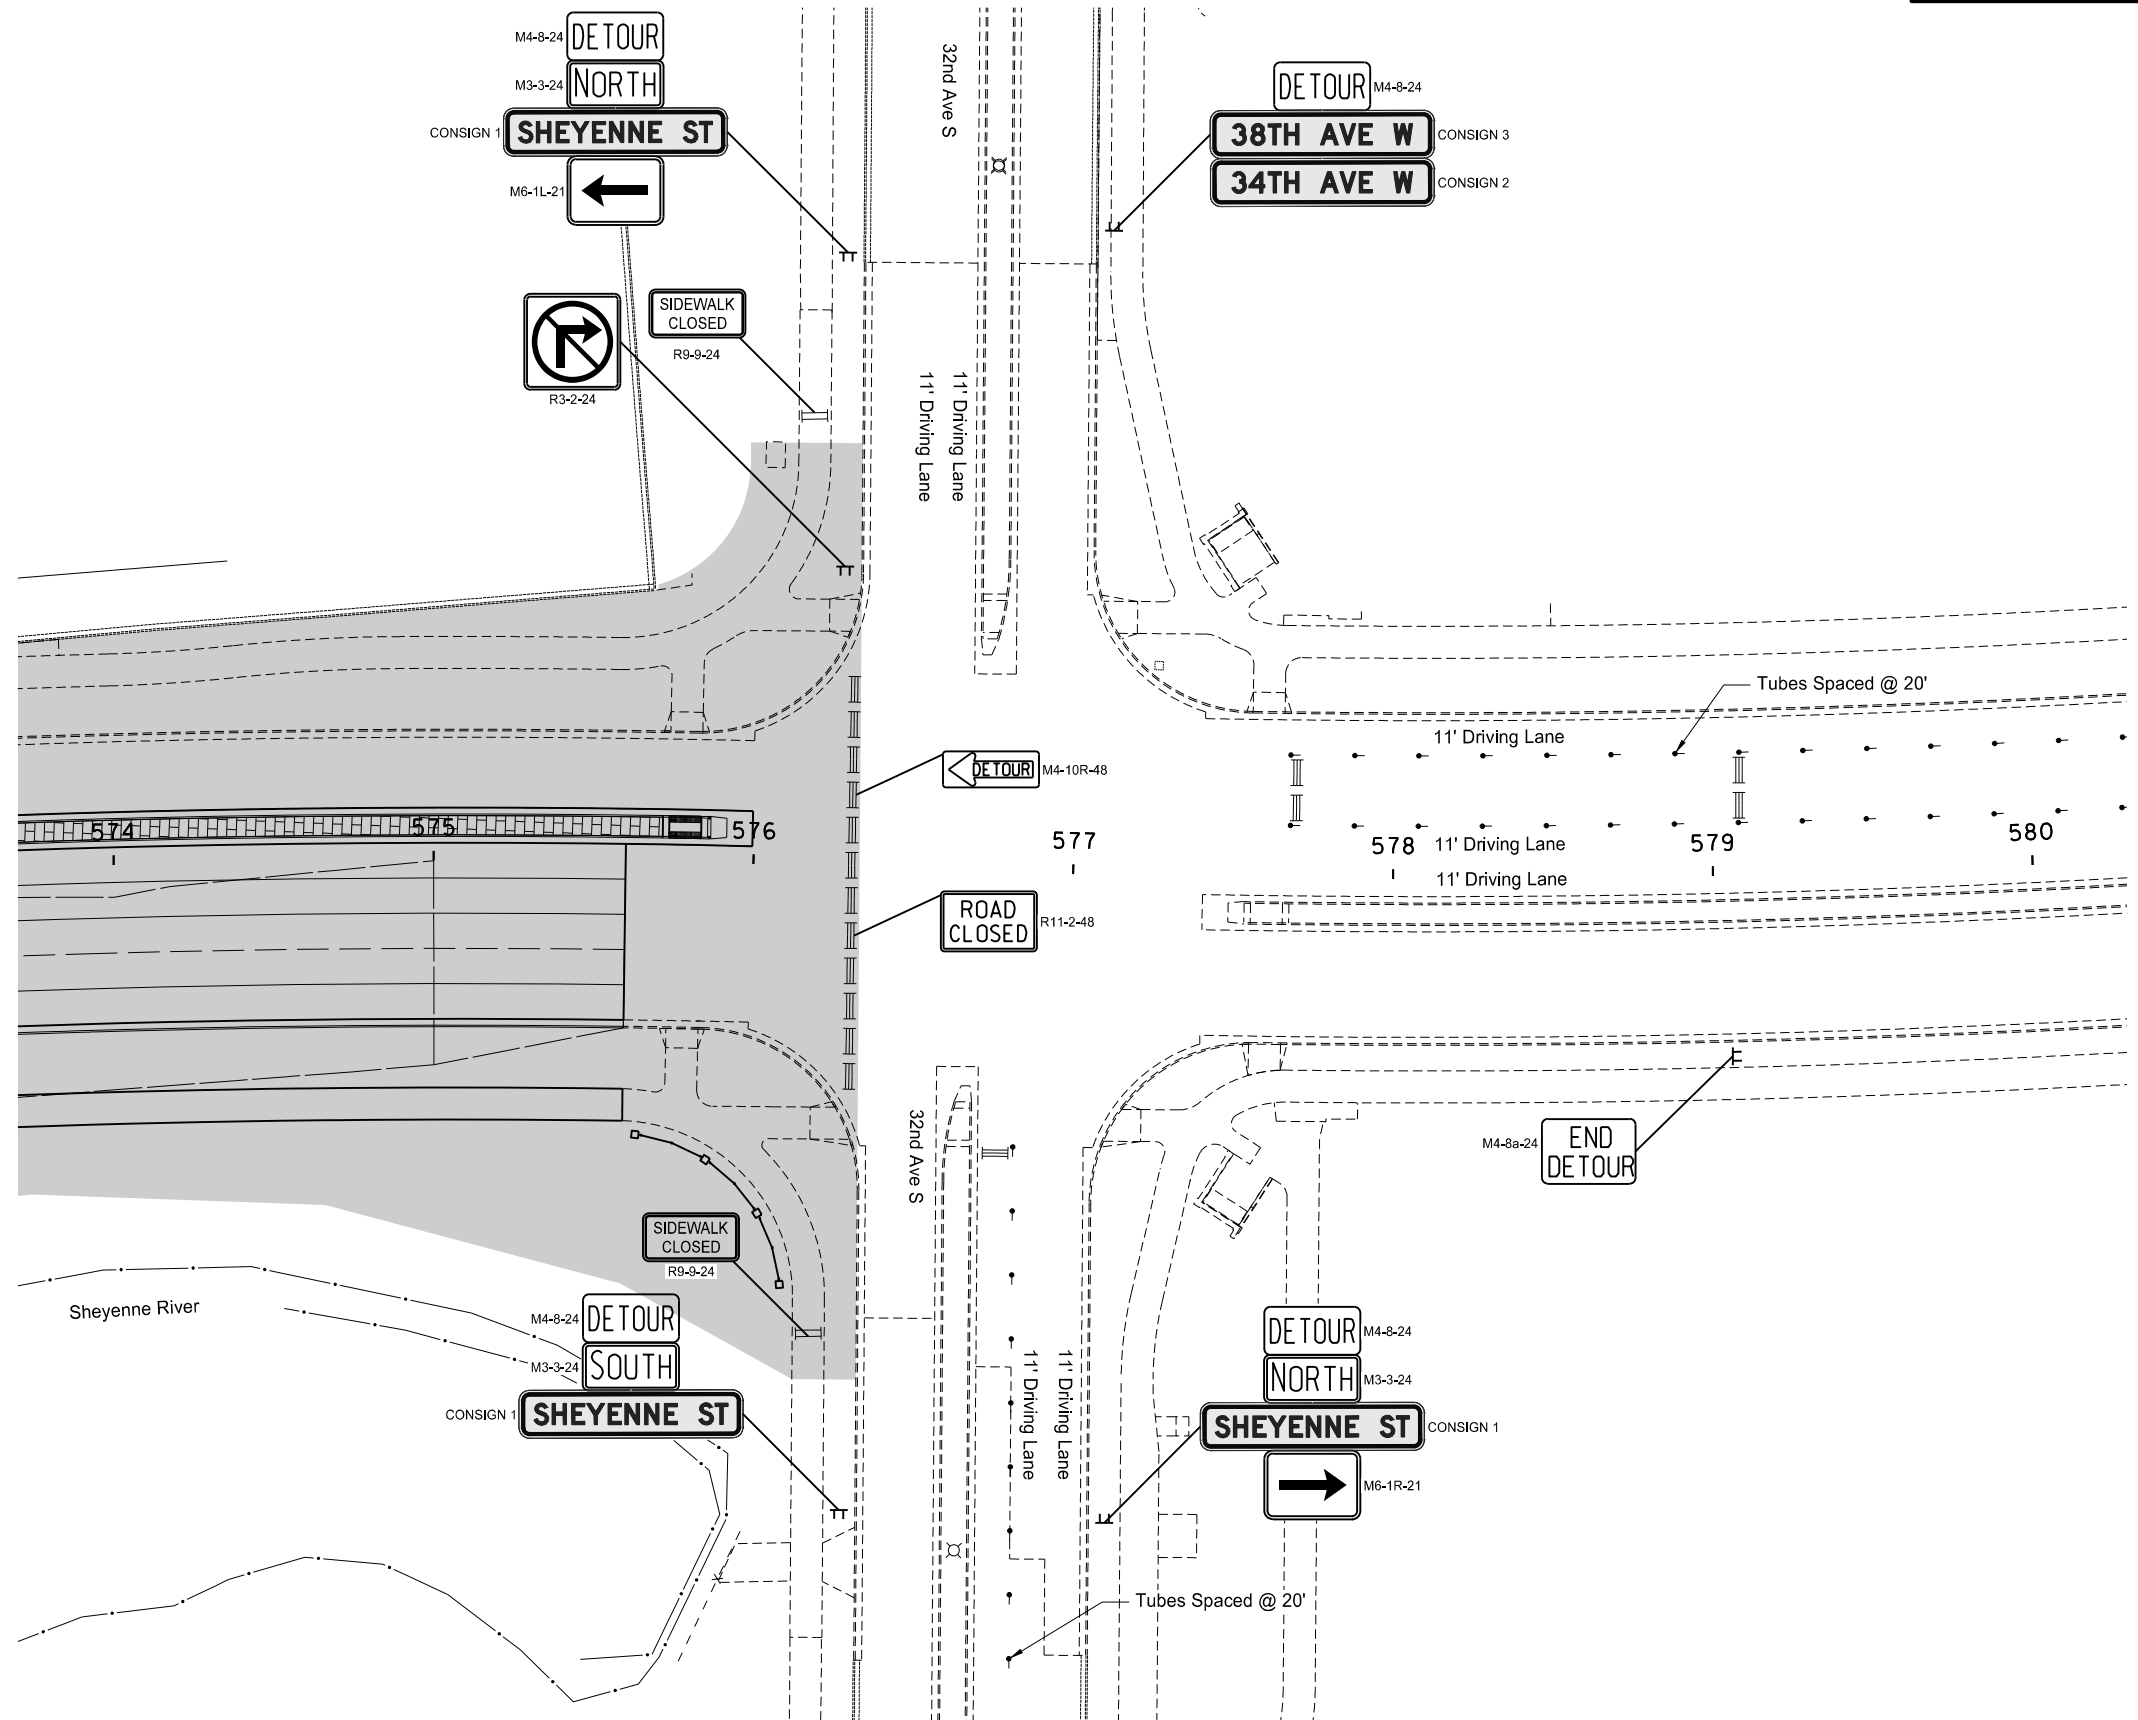 M4-8-24
DETOUR
M3-3-24
NORTH
CONSIGN 1
SHEYENNE ST
M6-1L-21
32nd Ave S
DETOUR
M4-8-24
38TH AVE W
CONSIGN 3
34TH AVE W
CONSIGN 2
SIDEWALK
CLOSED
R9-9-24
R3-2-24
11' Driving Lane
11' Driving Lane
Tubes Spaced @ 20'
11' Driving Lane
DETOUR
M4-10R-48
574
575
576
577
578
579
580
11' Driving Lane
11' Driving Lane
ROAD
CLOSED
R11-2-48
32nd Ave S
M4-8a-24
END
DETOUR
SIDEWALK
CLOSED
R9-9-24
Sheyenne River
M4-8-24
DETOUR
M3-3-24
SOUTH
CONSIGN 1
SHEYENNE ST
11' Driving Lane
11' Driving Lane
DETOUR
M4-8-24
NORTH
M3-3-24
SHEYENNE ST
CONSIGN 1
M6-1R-21
Tubes Spaced @ 20'